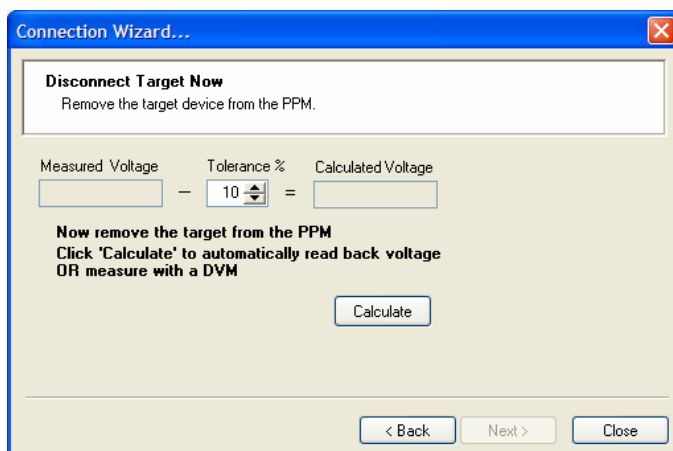 Connection Wizard...
Disconnect Target Now
Remove the target device from the PPM.
Measured Voltage Tolerance % Calculated Voltage
– 10 =
Now remove the target from the PPM
Click 'Calculate' to automatically read back voltage
OR measure with a DVM
Calculate
< Back Next > Close